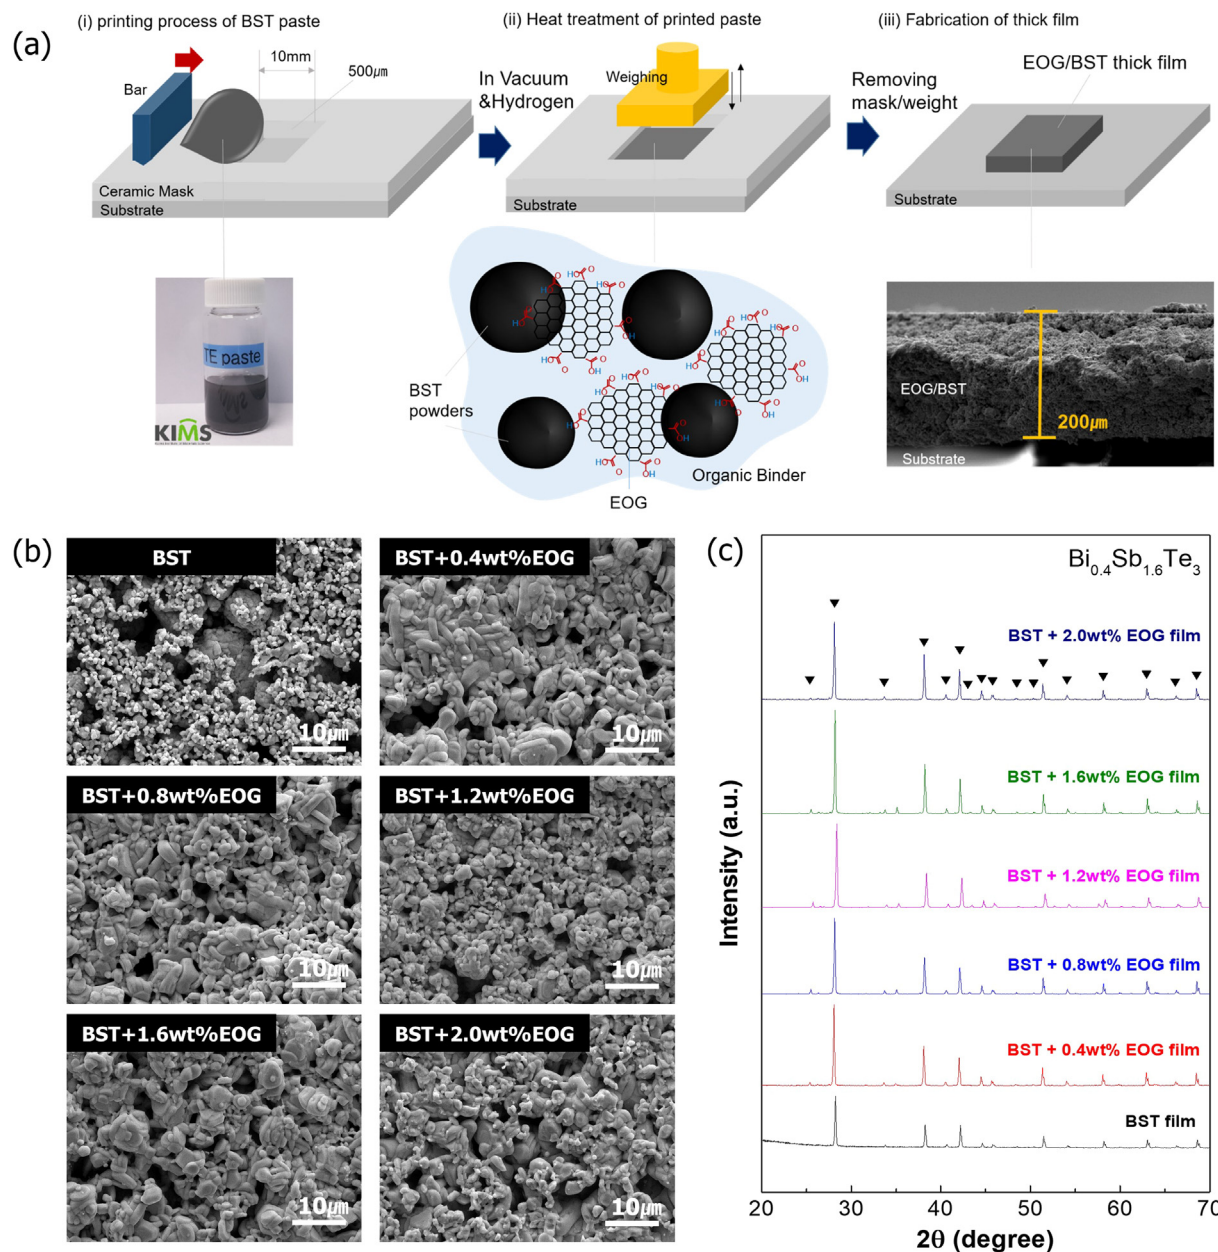 (a)
(i) printing process of BST paste
Bar
10mm
500㎛
Ceramic Mask
Substrate
TE paste
KIMS
In Vacuum
&Hydrogen
(ii) Heat treatment of printed paste
Weighing
Substrate
BST
powders
HO
O
O
OH
EOG
Organic Binder
Removing
mask/weight
(iii) Fabrication of thick film
EOG/BST thick film
Substrate
EOG/BST
200㎛
Substrate
(b)
BST
10㎛
BST+0.4wt%EOG
10㎛
BST+0.8wt%EOG
10㎛
BST+1.2wt%EOG
10㎛
BST+1.6wt%EOG
10㎛
BST+2.0wt%EOG
10㎛
(c)
Bi0.4Sb1.6Te3
BST + 2.0wt% EOG film
BST + 1.6wt% EOG film
BST + 1.2wt% EOG film
BST + 0.8wt% EOG film
BST + 0.4wt% EOG film
BST film
Intensity (a.u.)
20 30 40 50 60 70
2θ (degree)